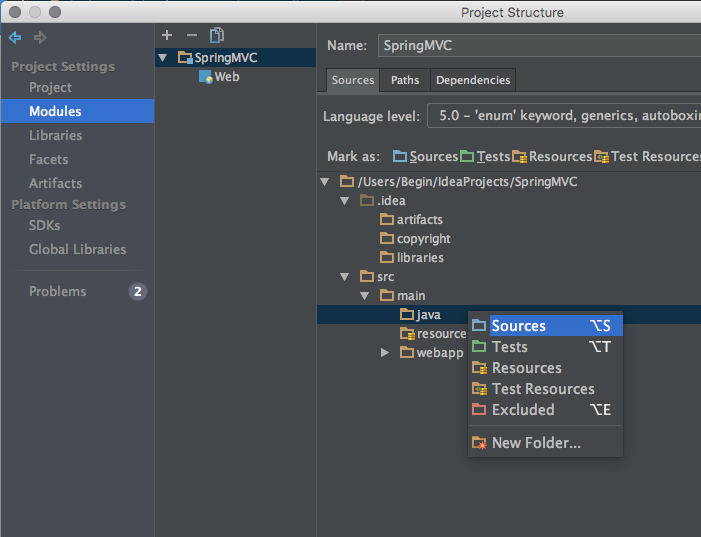 Project Structure
Project Settings
Project
Modules
Libraries
Facets
Artifacts
Platform Settings
SDKs
Global Libraries
Problems 2
SpringMVC
Web
Name: SpringMVC
Sources Paths Dependencies
Language level: 5.0 – 'enum' keyword, generics, autoboxin
Mark as: Sources Tests Resources Test Resources
/Users/Begin/IdeaProjects/SpringMVC
.idea
artifacts
copyright
libraries
src
main
java
resource
webapp
Sources ⌥S
Tests ⌥T
Resources
Test Resources
Excluded ⌥E
New Folder...